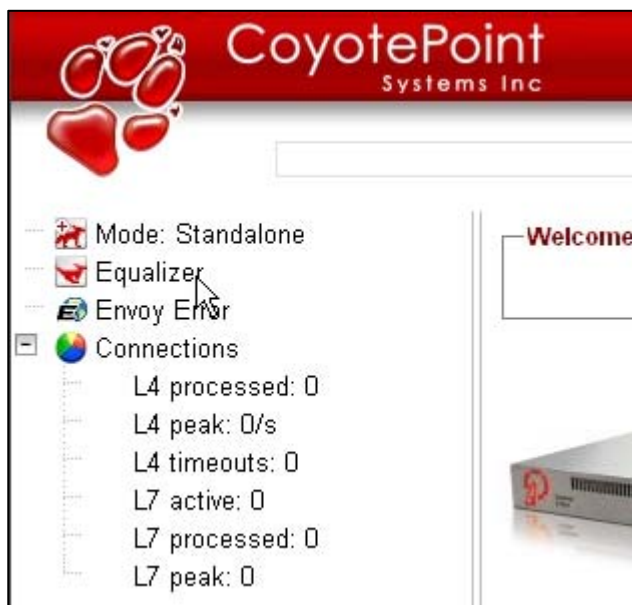 CoyotePoint
Systems Inc
Mode: Standalone
Welcome
Equalizer
Envoy Error
Connections
L4 processed: 0
L4 peak: 0/s
L4 timeouts: 0
L7 active: 0
L7 processed: 0
L7 peak: 0